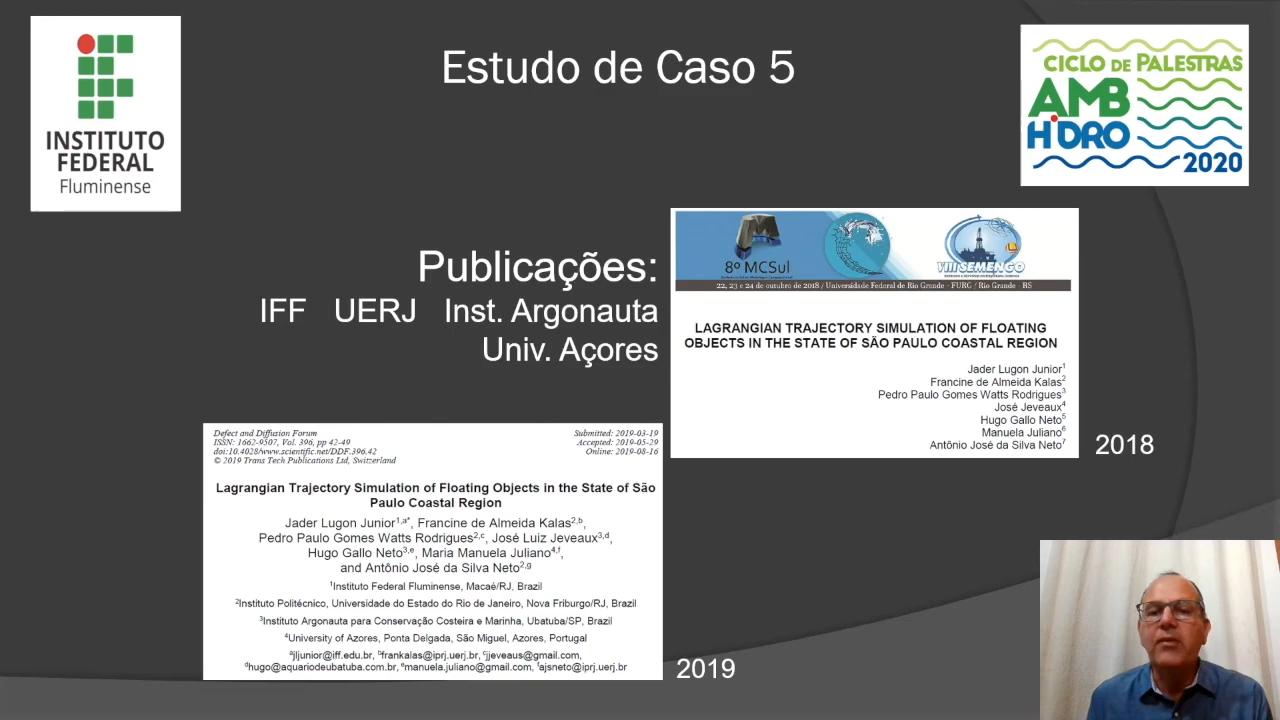 INSTITUTO
FEDERAL
Fluminense
Estudo de Caso 5
CICLO DE PALESTRAS
AMB
HIDRO
2020
Publicações:
IFF UERJ Inst. Argonauta
Univ. Açores
8º MCSul
VIII SEMENGO
22, 23 e 24 de outubro de 2018 / Universidade Federal de Rio Grande - FURG / Rio Grande - RS
LAGRANGIAN TRAJECTORY SIMULATION OF FLOATING
OBJECTS IN THE STATE OF SÃO PAULO COASTAL REGION
Jader Lugon Junior1
Francine de Almeida Kalas2
Pedro Paulo Gomes Watts Rodrigues3
José Jeveaux4
Hugo Gallo Neto5
Manuela Juliano6
Antônio José da Silva Neto7
2018
Defect and Diffusion Forum
ISSN: 1662-9507, Vol. 396, pp 42-49
doi:10.4028/www.scientific.net/DDF.396.42
© 2019 Trans Tech Publications Ltd, Switzerland
Submitted: 2019-03-19
Accepted: 2019-05-29
Online: 2019-08-16
Lagrangian Trajectory Simulation of Floating Objects in the State of São
Paulo Coastal Region
Jader Lugon Junior1,a*, Francine de Almeida Kalas2,b,
Pedro Paulo Gomes Watts Rodrigues2,c, José Luiz Jeveaux3,d,
Hugo Gallo Neto3,e, Maria Manuela Juliano4,f,
and Antônio José da Silva Neto2,g
1Instituto Federal Fluminense, Macaé/RJ, Brazil
2Instituto Politécnico, Universidade do Estado do Rio de Janeiro, Nova Friburgo/RJ, Brazil
3Instituto Argonauta para Conservação Costeira e Marinha, Ubatuba/SP, Brazil
4University of Azores, Ponta Delgada, São Miguel, Azores, Portugal
ajljunior@iff.edu.br, bfrankalas@iprj.uerj.br, cjjeveaus@gmail.com,
dhugo@aquariodeubatuba.com.br, emanuela.juliano@gmail.com, fajsneto@iprj.uerj.br
2019